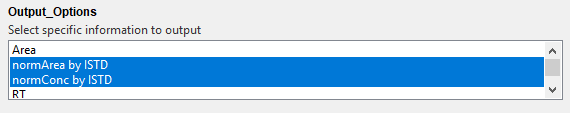 Output_Options
Select specific information to output
Area
normArea by ISTD
normConc by ISTD
RT